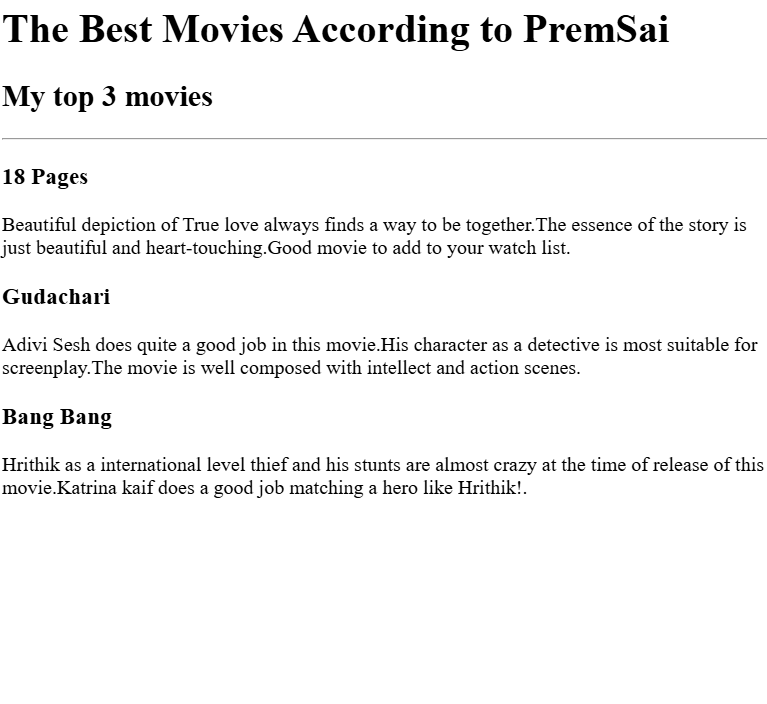 The Best Movies According to PremSai
My top 3 movies
18 Pages
Beautiful depiction of True love always finds a way to be together.The essence of the story is
just beautiful and heart-touching.Good movie to add to your watch list.
Gudachari
Adivi Sesh does quite a good job in this movie.His character as a detective is most suitable for
screenplay.The movie is well composed with intellect and action scenes.
Bang Bang
Hrithik as a international level thief and his stunts are almost crazy at the time of release of this
movie.Katrina kaif does a good job matching a hero like Hrithik!.